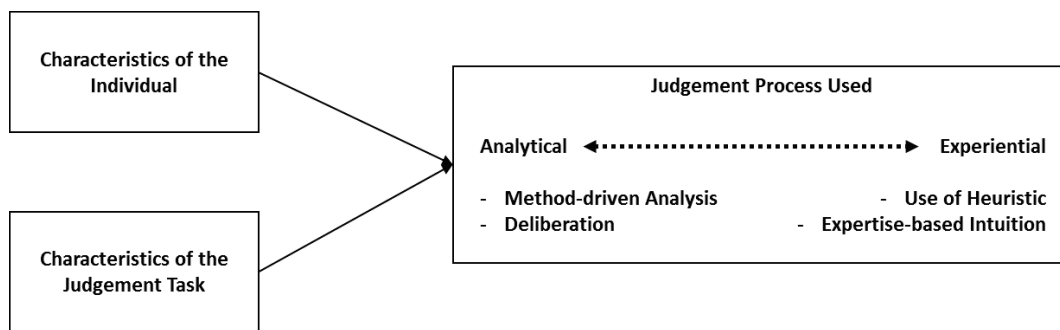 Characteristics of the
Individual
Judgement Process Used
Analytical
Experiential
- Method-driven Analysis
- Deliberation
- Use of Heuristic
- Expertise-based Intuition
Characteristics of the
Judgement Task